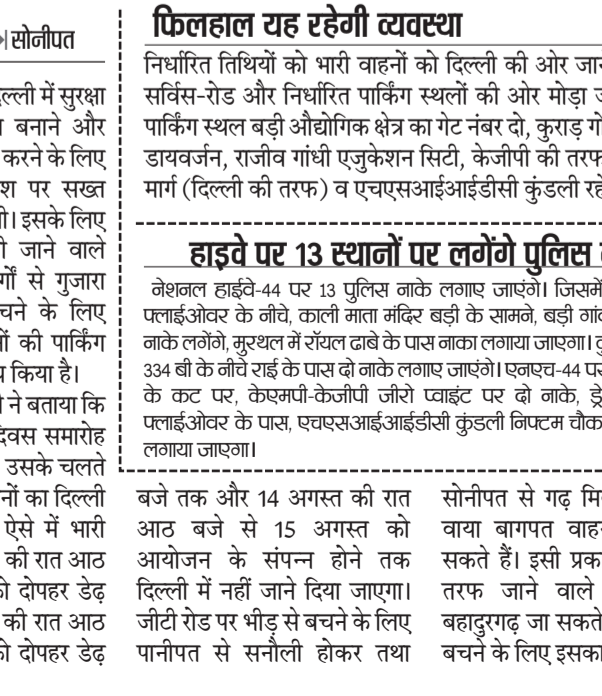 सोनीपत
दिल्ली में सुरक्षा
बनाने और
करने के लिए
पर सख्त
इसके लिए
जाने वाले
से गुजारा
के लिए
की पार्किंग
किया है।
ने बताया कि
समारोह
उसके चलते
का दिल्ली
ऐसे में भारी
की रात आठ
दोपहर डेढ़
की रात आठ
दोपहर डेढ़
फिलहाल यह रहेगी व्यवस्था
निर्धारित तिथियों को भारी वाहनों को दिल्ली की ओर
सर्विस-रोड और निर्धारित पार्किंग स्थलों की ओर मोड़ा
पार्किंग स्थल बड़ी औद्योगिक क्षेत्र का गेट नंबर दो, कुराड़
डायवर्जन, राजीव गांधी एजुकेशन सिटी, केजीपी की तरफ
मार्ग (दिल्ली की तरफ) व एचएसआईआईडीसी कुंडली
हाइवे पर 13 स्थानों पर लगेंगे पुलिस
नेशनल हाईवे-44 पर 13 पुलिस नाके लगाए जाएंगे। जिसमें
फ्लाईओवर के नीचे, काली माता मंदिर बड़ी के सामने, बड़ी
नाके लगेंगे, मुरथल में रॉयल ढाबे के पास नाका लगाया जाएगा।
334 बी के नीचे राई के पास दो नाके लगाए जाएंगे। एनएच-44 पर
के कट पर, केएमपी-केजीपी जीरो प्वाइंट पर दो नाके,
फ्लाईओवर के पास, एचएसआईआईडीसी कुंडली निफ्टम चौक
लगाया जाएगा।
बजे तक और 14 अगस्त की रात
आठ बजे से 15 अगस्त को
आयोजन के संपन्न होने तक
दिल्ली में नहीं जाने दिया जाएगा।
जीटी रोड पर भीड़ से बचने के लिए
पानीपत से सनौली होकर तथा
सोनीपत से गढ़
वाया बागपत
सकते हैं। इसी
तरफ जाने वाले
बहादुरगढ़ जा सकते
बचने के लिए